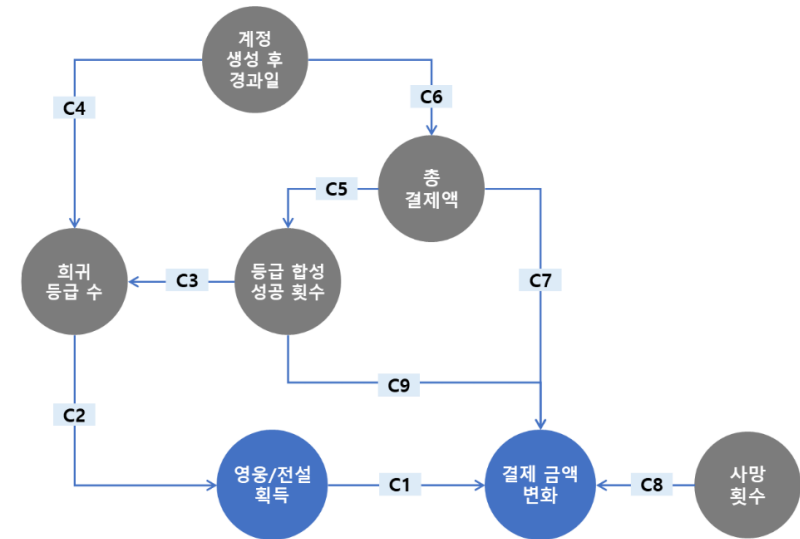 계정
생성 후
경과일
C4
C6
총
결제액
C5
희귀
등급 수
C3
등급 합성
성공 횟수
C7
C9
C2
영웅/전설
획득
C1
결제 금액
변화
C8
사망
횟수